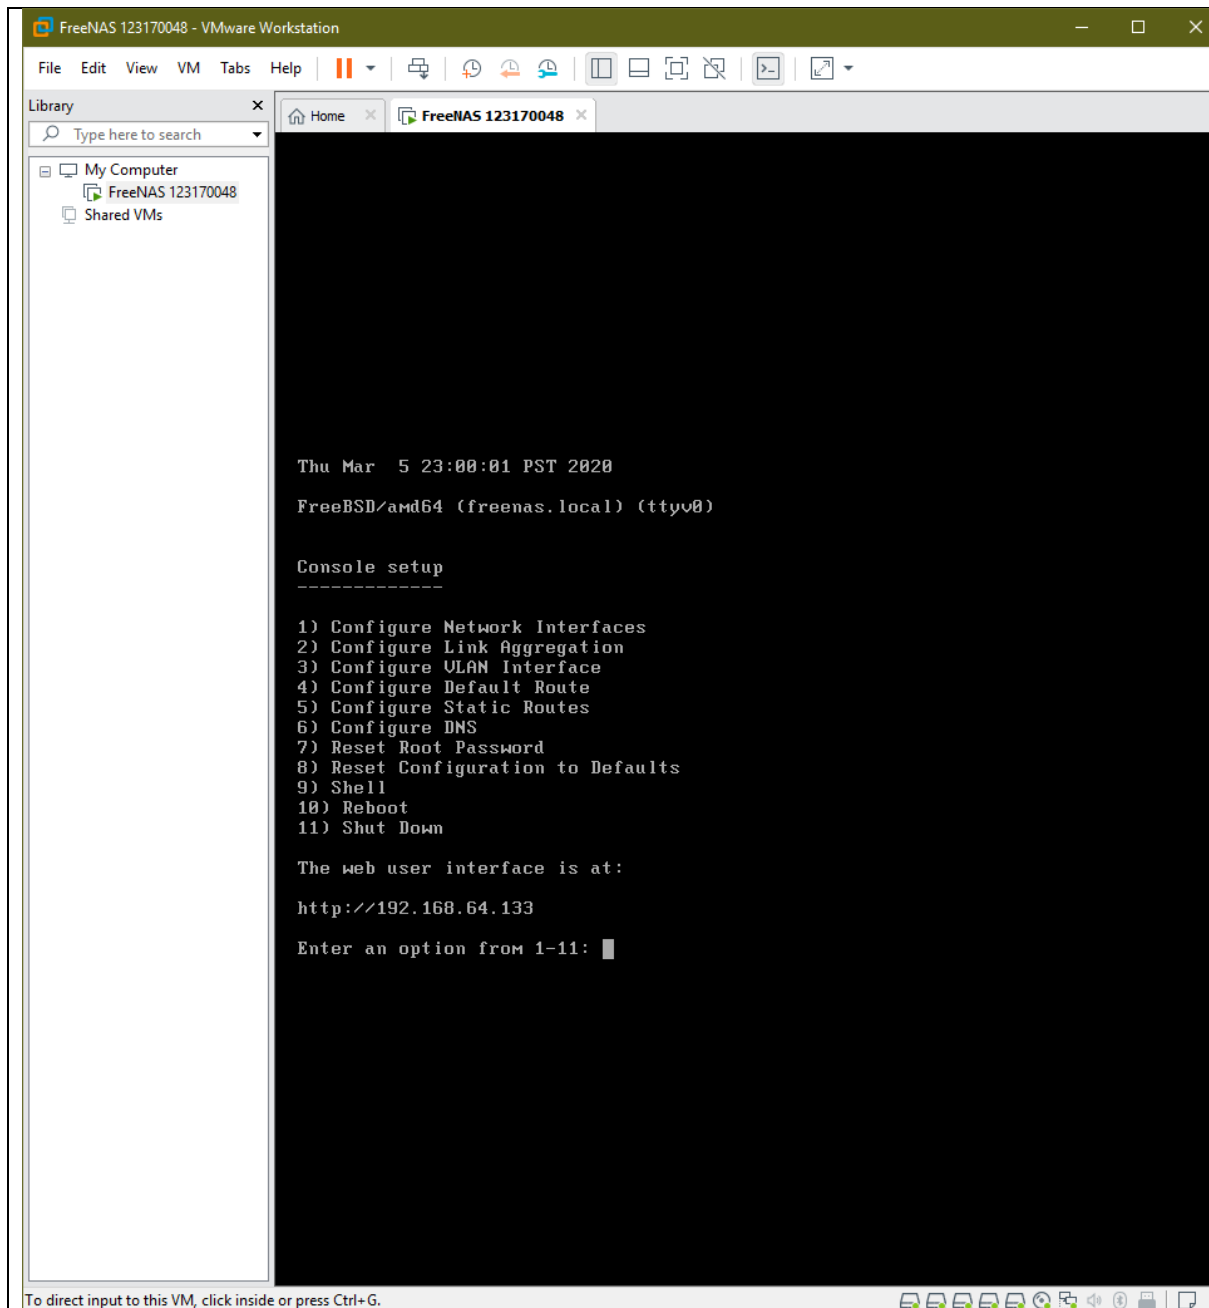 FreeNAS 123170048 - VMware Workstation
File Edit View VM Tabs Help
Library
Type here to search
My Computer
FreeNAS 123170048
Shared VMs
Home
FreeNAS 123170048
Thu Mar  5 23:00:01 PST 2020
FreeBSD/amd64 (freenas.local) (ttyv0)
Console setup
-------------
1) Configure Network Interfaces
2) Configure Link Aggregation
3) Configure VLAN Interface
4) Configure Default Route
5) Configure Static Routes
6) Configure DNS
7) Reset Root Password
8) Reset Configuration to Defaults
9) Shell
10) Reboot
11) Shut Down
The web user interface is at:
http://192.168.64.133
Enter an option from 1-11:
To direct input to this VM, click inside or press Ctrl+G.